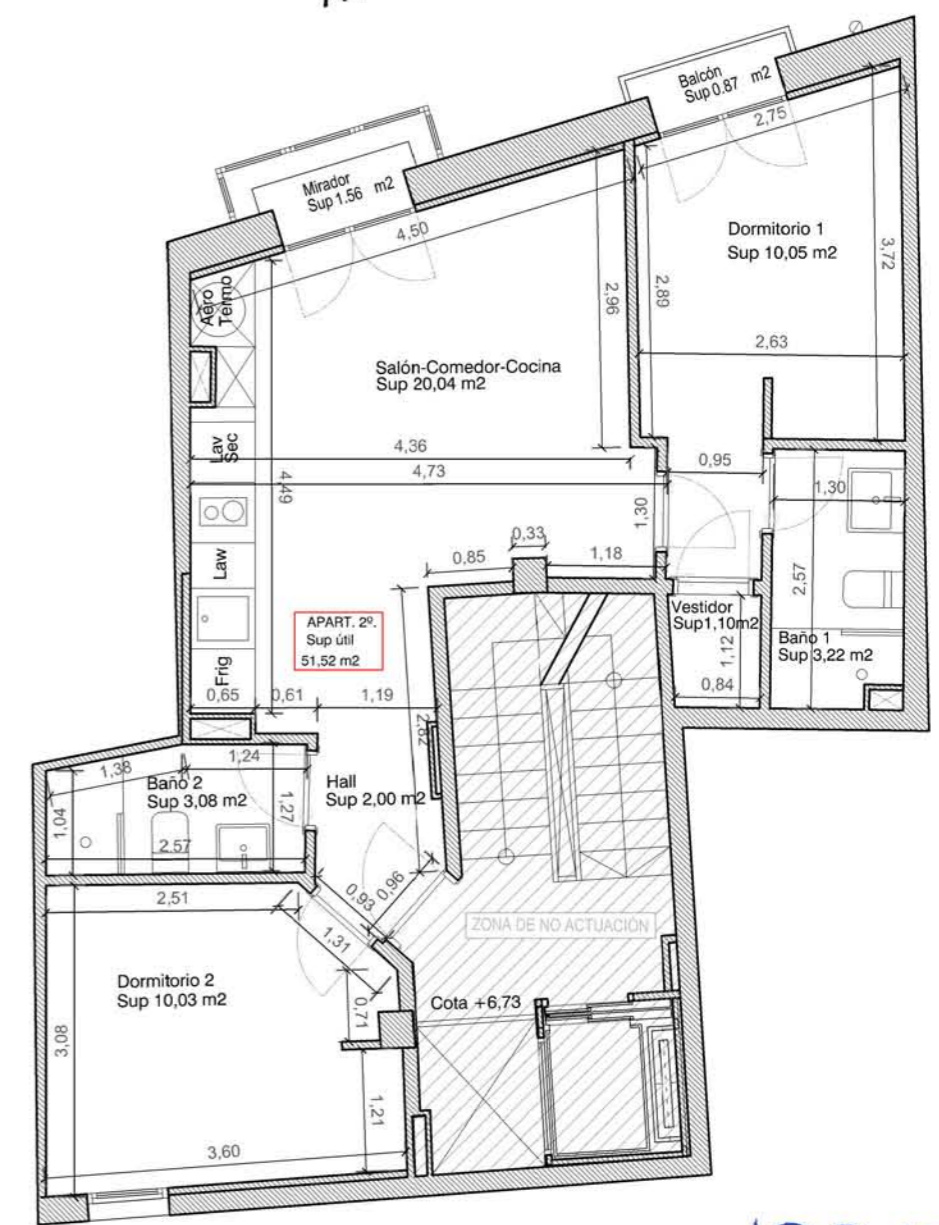 Balcón
Sup 0.87 m2
2,75
Mirador
Sup 1.56 m2
4,50
Dormitorio 1
Sup 10,05 m2
3,72
2,89
2,96
2,63
Aero
Termo
Salón-Comedor-Cocina
Sup 20,04 m2
4,36
4,73
0,95
Lav
Sec
4,49
1,30
1,30
0,33
0,85
1,18
Law
2,57
Vestidor
Sup1,10m2
1,12
Baño 1
Sup 3,22 m2
APART. 2º.
Sup útil
51,52 m2
Frig
0,65
0,61
1,19
0,84
2,82
1,38
1,24
Baño 2
Sup 3,08 m2
Hall
Sup 2,00 m2
1,04
1,27
2,57
2,51
0,93
0,96
1,31
ZONA DE NO ACTUACIÓN
Dormitorio 2
Sup 10,03 m2
Cota +6,73
0,71
3,08
1,21
3,60